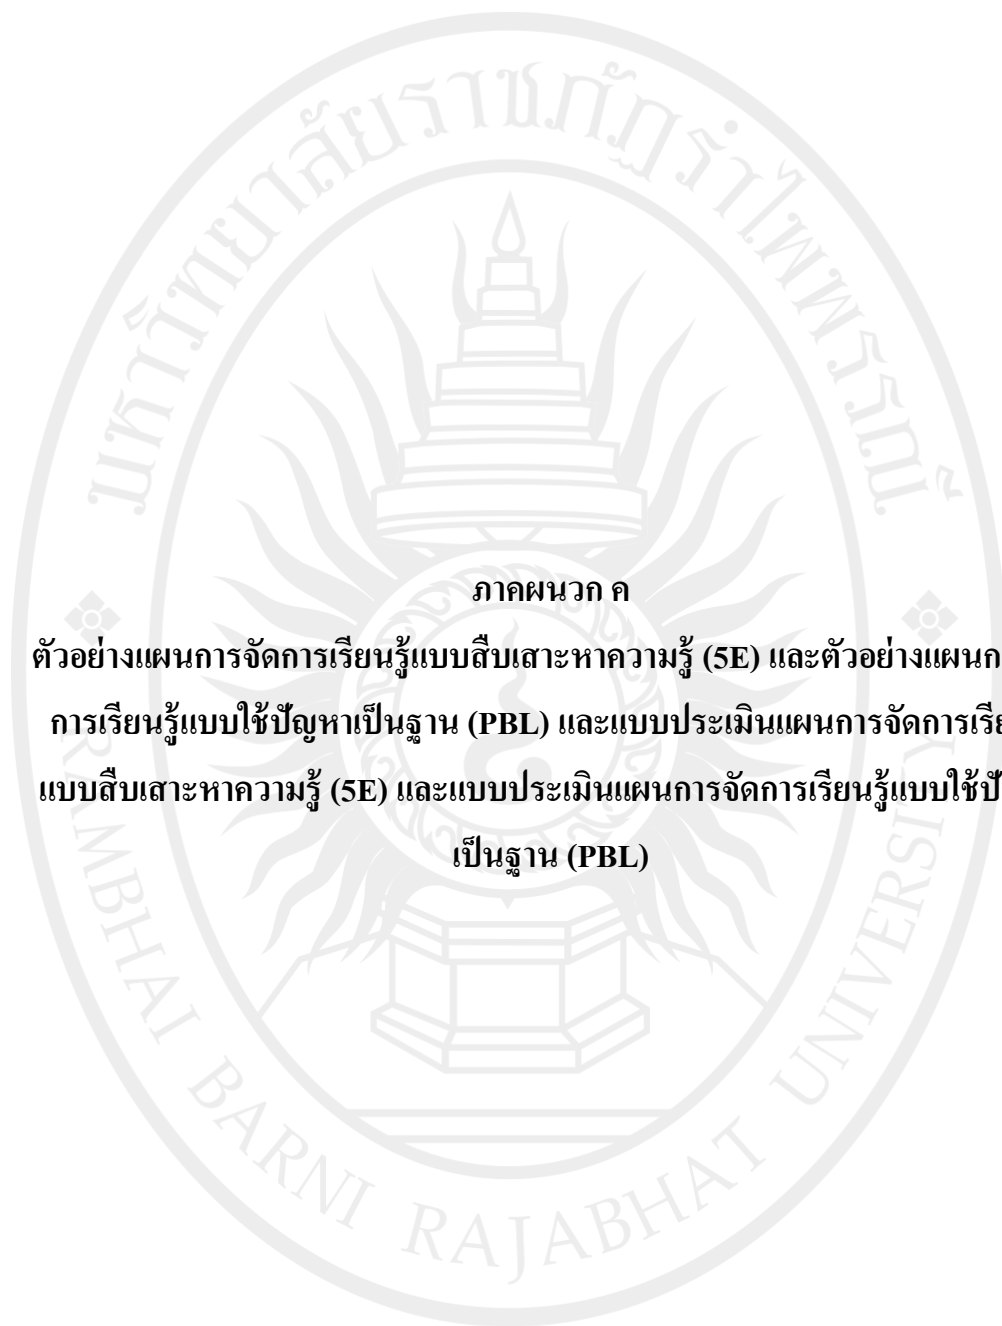 มหาวิทยาลัยราชภัฏรำไพพรรณี
ภาคผนวก ค
ตัวอย่างแผนการจัดการเรียนรู้แบบสืบเสาะหาความรู้ (5E) และตัวอย่างแผนก
การเรียนรู้แบบใช้ปัญหาเป็นฐาน (PBL) และแบบประเมินแผนการจัดการเรีย
แบบสืบเสาะหาความรู้ (5E) และแบบประเมินแผนการจัดการเรียนรู้แบบใช้ปั
เป็นฐาน (PBL)
RAMBHAI BARNI RAJABHAT UNIVERSITY